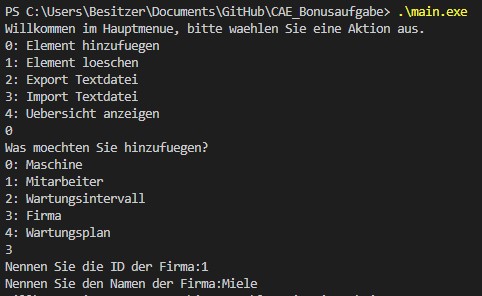 PS C:\Users\Besitzer\Documents\GitHub\CAE_Bonusaufgabe> .\main.exe
Willkommen im Hauptmenue, bitte waehlen Sie eine Aktion aus.
0: Element hinzufuegen
1: Element loeschen
2: Export Textdatei
3: Import Textdatei
4: Uebersicht anzeigen
0
Was moechten Sie hinzufuegen?
0: Maschine
1: Mitarbeiter
2: Wartungsintervall
3: Firma
4: Wartungsplan
3
Nennen Sie die ID der Firma:1
Nennen Sie den Namen der Firma:Miele